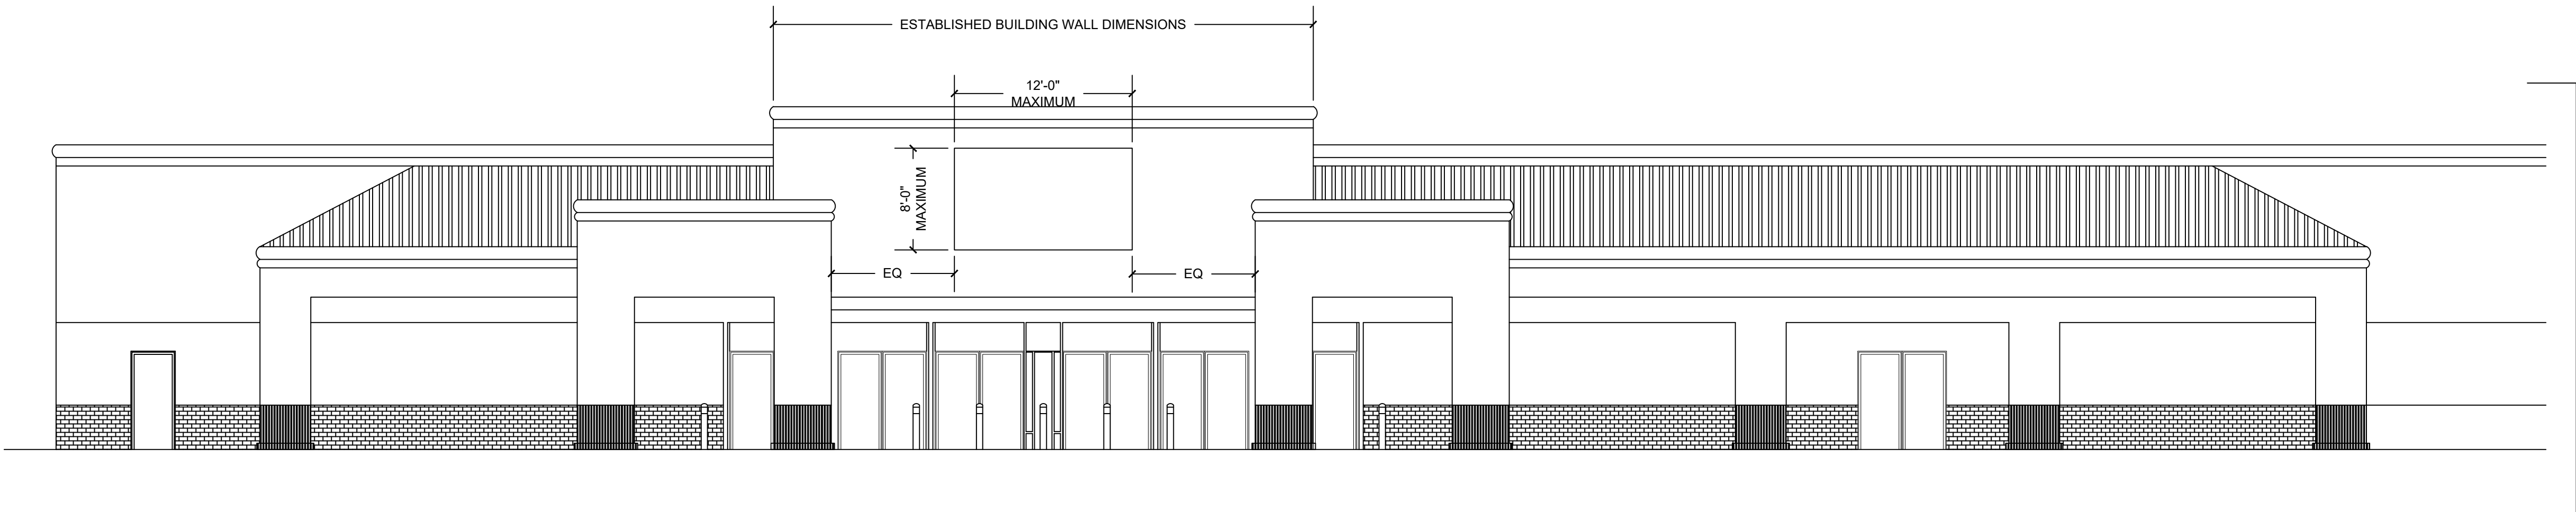 ESTABLISHED BUILDING WALL DIMENSIONS
12'-0"
MAXIMUM
8'-0"
MAXIMUM
EQ
EQ